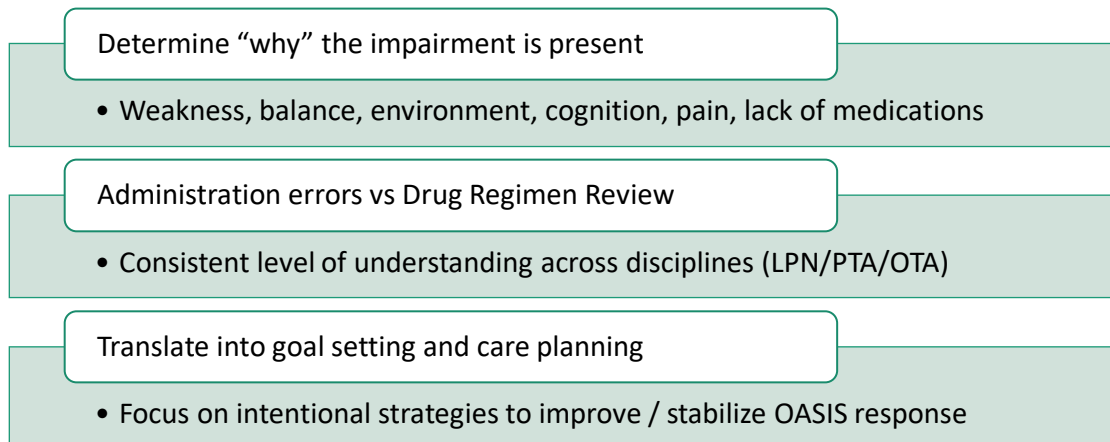 Determine “why” the impairment is present
• Weakness, balance, environment, cognition, pain, lack of medications
Administration errors vs Drug Regimen Review
• Consistent level of understanding across disciplines (LPN/PTA/OTA)
Translate into goal setting and care planning
• Focus on intentional strategies to improve / stabilize OASIS response